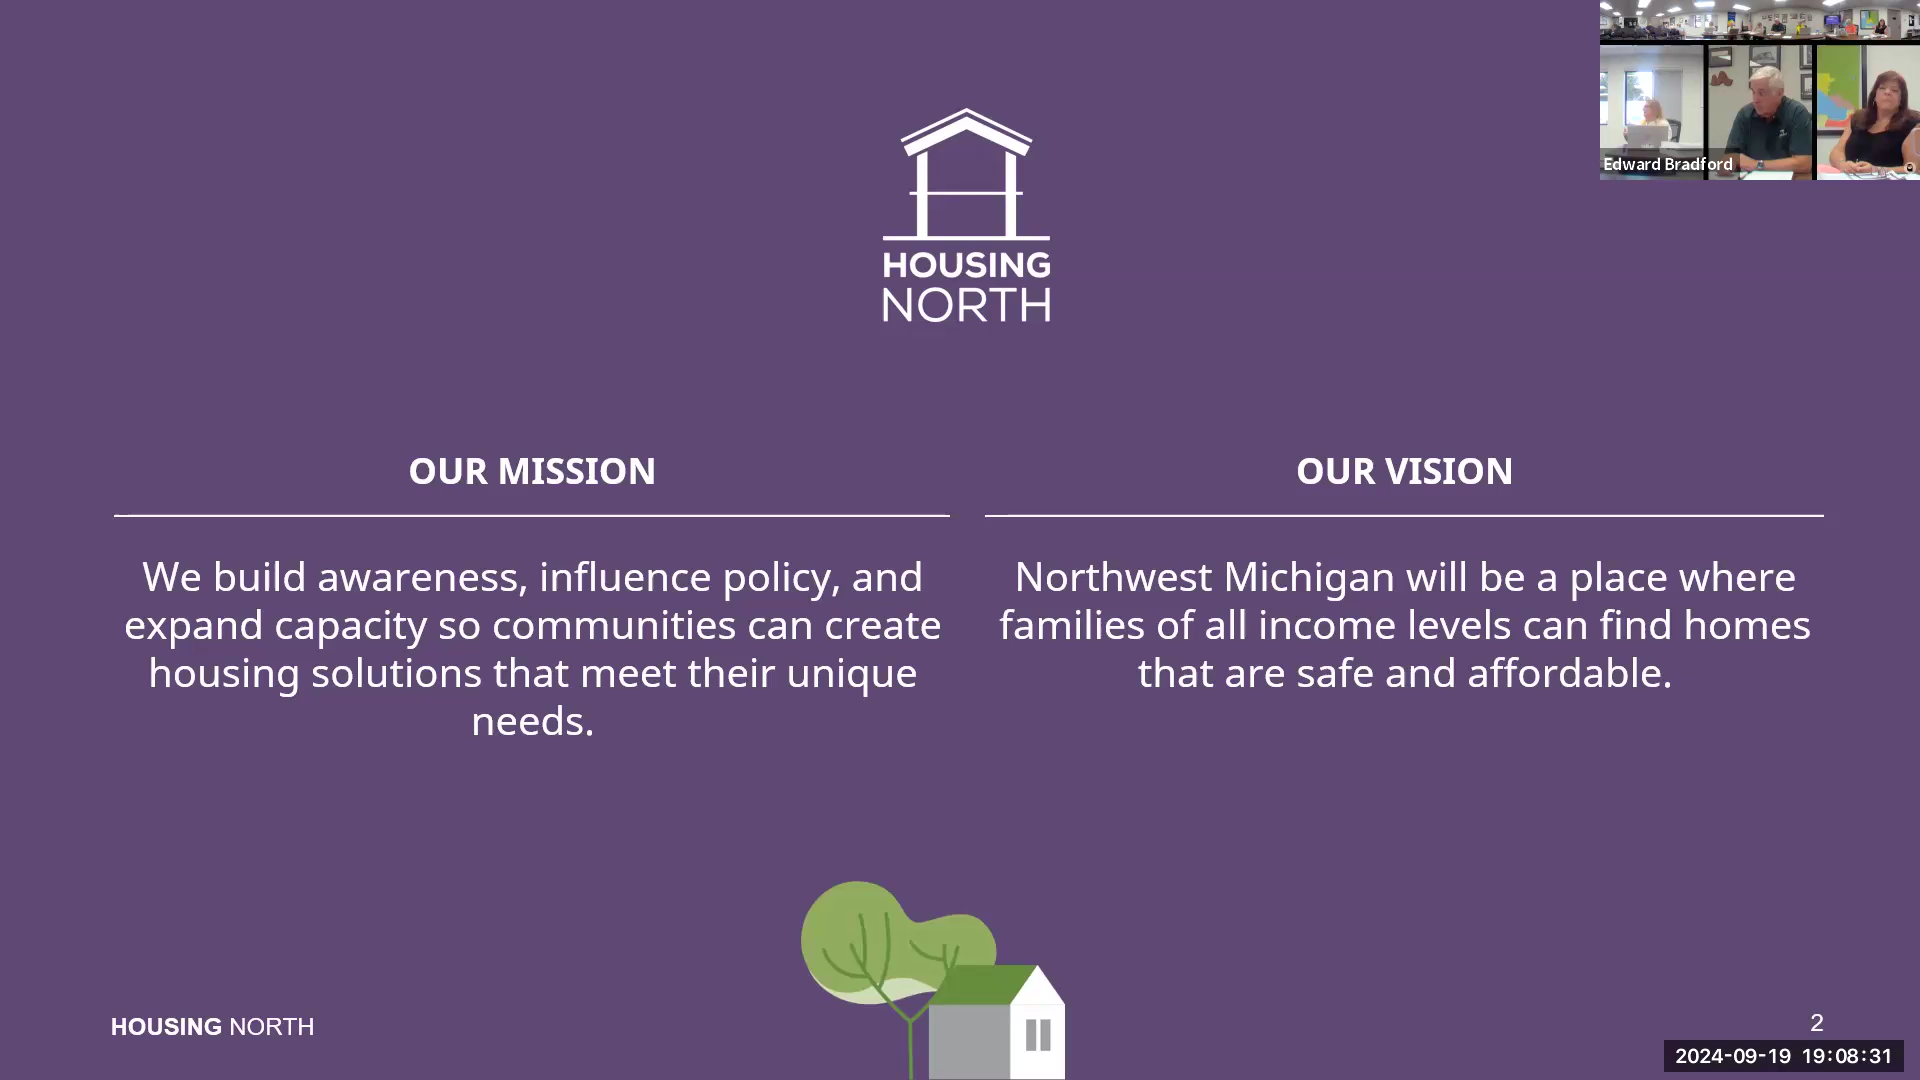 Edward Bradford
HOUSING
NORTH
OUR MISSION
We build awareness, influence policy, and
expand capacity so communities can create
housing solutions that meet their unique
needs.
OUR VISION
Northwest Michigan will be a place where
families of all income levels can find homes
that are safe and affordable.
HOUSING NORTH
2
2024-09-19 19:08:31